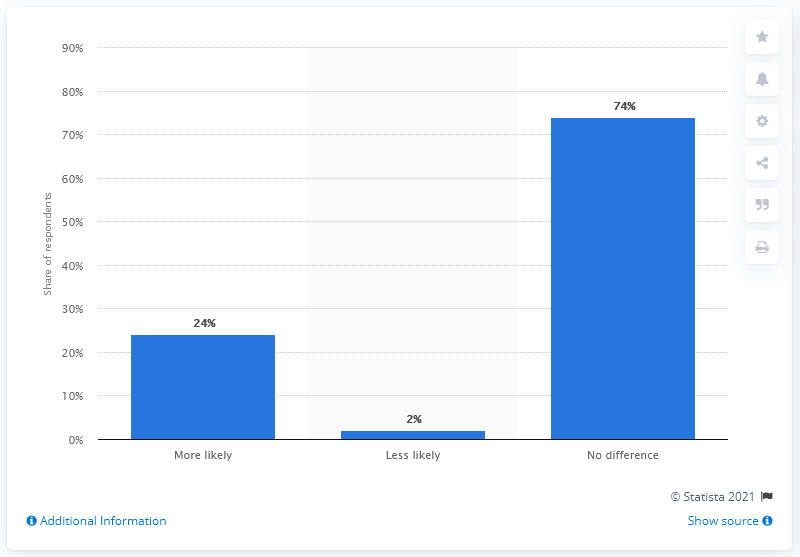 90%
80%
70%
60%
50%
40%
30%
20%
10%
0%
Share of respondents
24%
2%
74%
More likely
Less likely
No difference
© Statista 2021
Additional Information
Show source